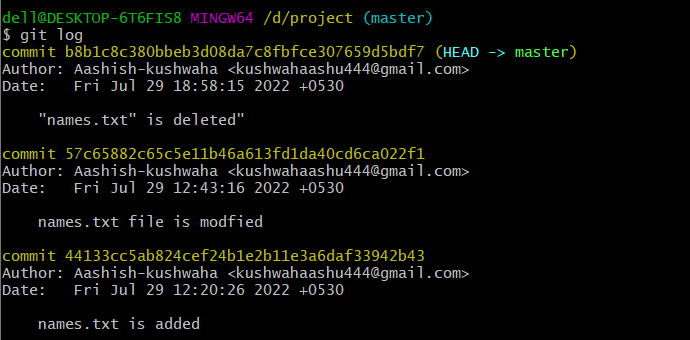 dell@DESKTOP-6T6FIS8 MINGW64 /d/project (master)
$ git log
commit b8b1c8c380bbeb3d08da7c8fbfce307659d5bdf7 (HEAD -> master)
Author: Aashish-kushwaha <kushwahaashu444@gmail.com>
Date:   Fri Jul 29 18:58:15 2022 +0530
    "names.txt" is deleted"
commit 57c65882c65c5e11b46a613fd1da40cd6ca022f1
Author: Aashish-kushwaha <kushwahaashu444@gmail.com>
Date:   Fri Jul 29 12:43:16 2022 +0530
    names.txt file is modfied
commit 44133cc5ab824cef24b1e2b11e3a6daf33942b43
Author: Aashish-kushwaha <kushwahaashu444@gmail.com>
Date:   Fri Jul 29 12:20:26 2022 +0530
    names.txt is added